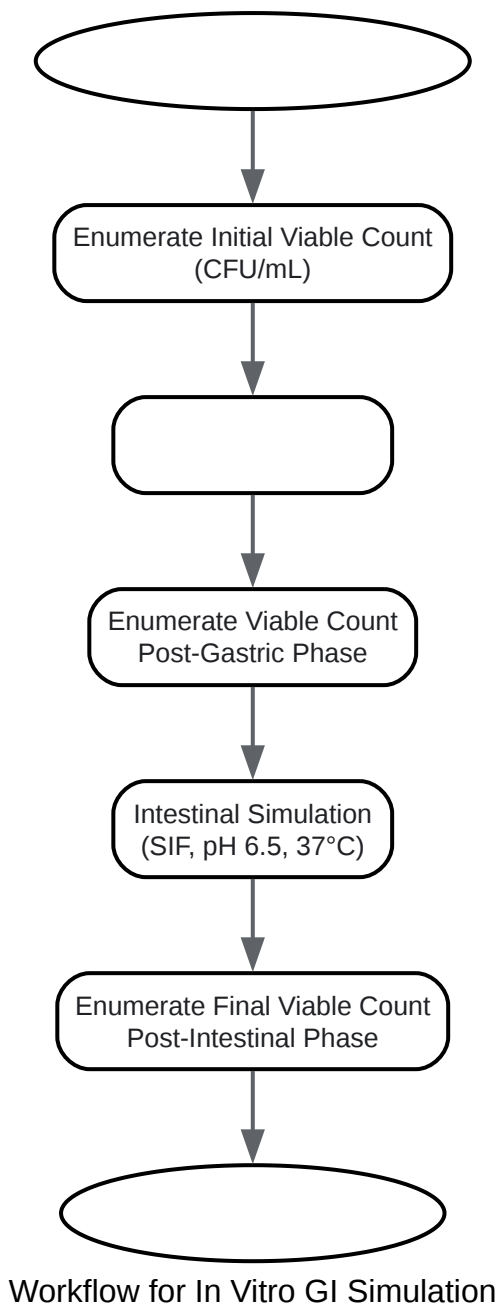 Enumerate Initial Viable Count
(CFU/mL)
Enumerate Viable Count
Post-Gastric Phase
Intestinal Simulation
(SIF, pH 6.5, 37°C)
Enumerate Final Viable Count
Post-Intestinal Phase
Workflow for In Vitro GI Simulation